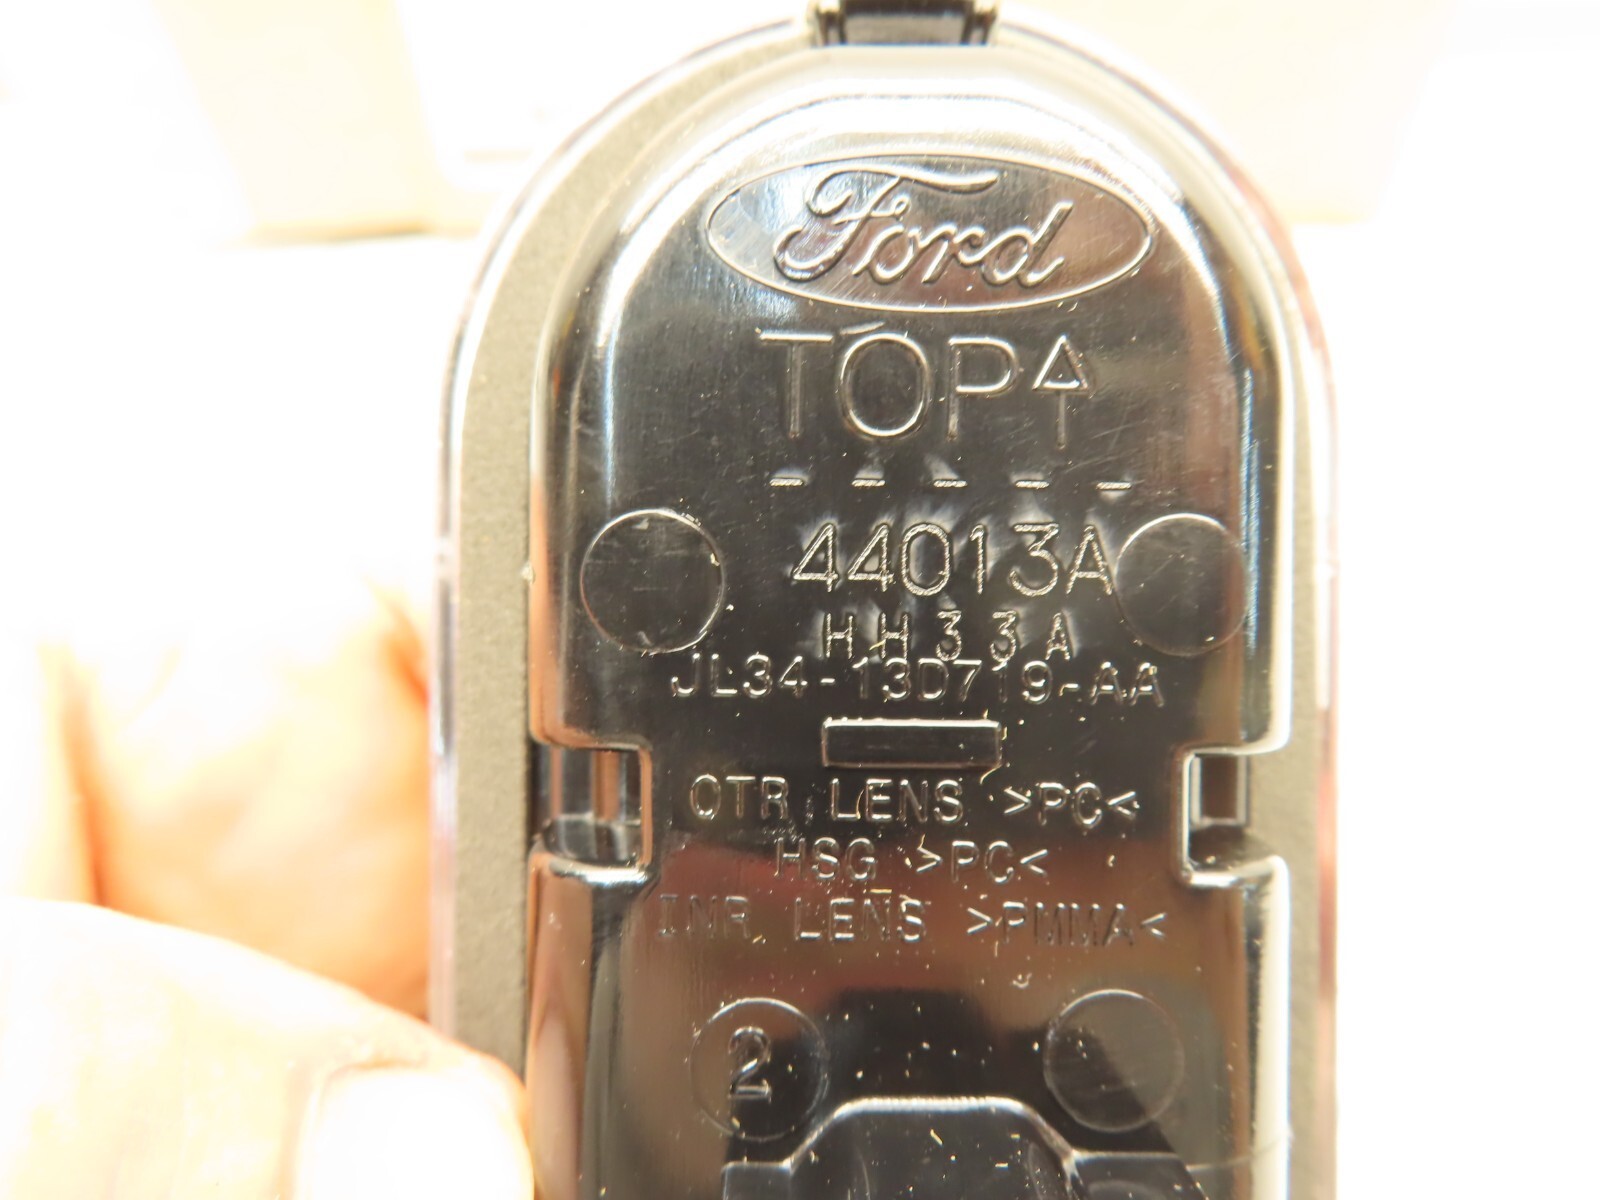 Ford
TOP↑
- - - - -
44013A
HH33A
JL34-13D719-AA
OTR LENS >PC<
HSG >PC<
INR LENS >PMMA<
2